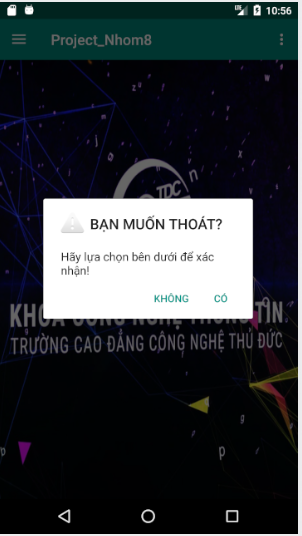 10:56
Project_Nhom8
TDC
BẠN MUỐN THOÁT?
Hãy lựa chọn bên dưới để xác
nhận!
KHÔNG CÓ
KHOA CÔNG NGHỆ THÔNG TIN
TRƯỜNG CAO ĐẲNG CÔNG NGHỆ THỦ ĐỨC